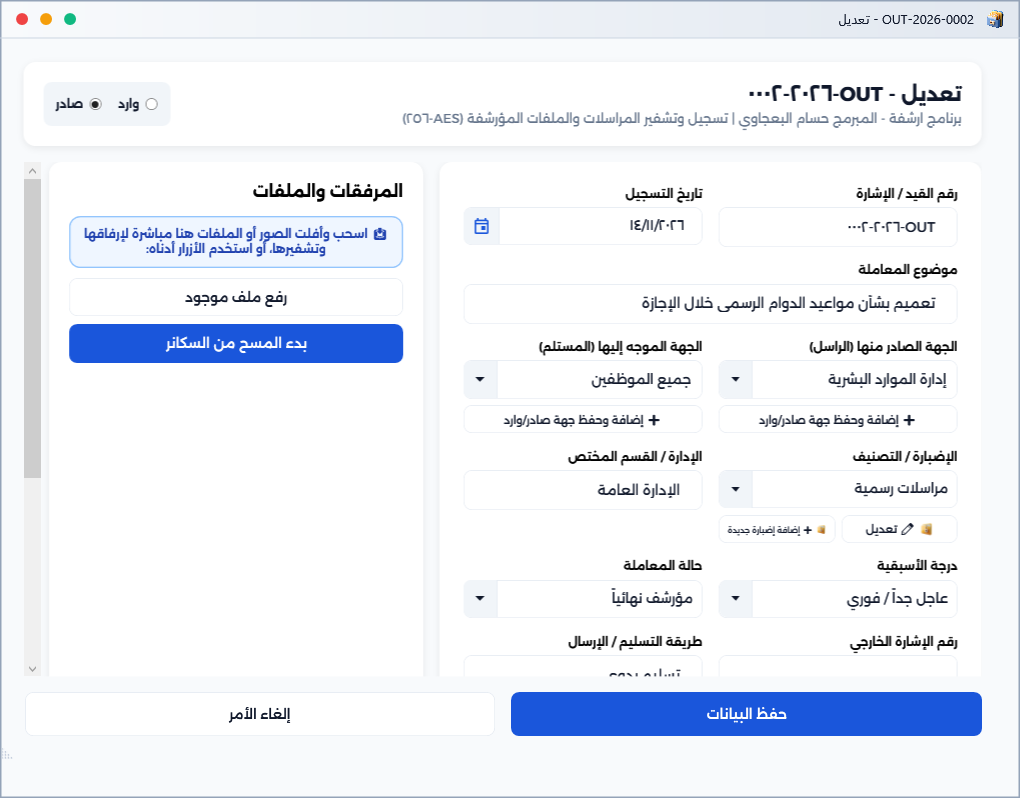 OUT-2026-0002 - تعديل
تعديل - OUT-٢٠٢٦-٠٠٠٢
برنامج ارشفة - المبرمج حسام البعجاوي | تسجيل وتشفير المراسلات والملفات المؤرشفة (AES-٢٥٦)
وارد
صادر
رقم القيد / الإشارة
تاريخ التسجيل
OUT-٢٠٢٦-٠٠٠٢
١٤/١١/٢٠٢٦
موضوع المعاملة
تعميم بشأن مواعيد الدوام الرسمي خلال الإجازة
الجهة الصادر منها (الراسل)
الجهة الموجه إليها (المستلم)
إدارة الموارد البشرية
جميع الموظفين
+ إضافة وحفظ جهة صادر/وارد
+ إضافة وحفظ جهة صادر/وارد
الإضبارة / التصنيف
الإدارة / القسم المختص
مراسلات رسمية
الإدارة العامة
تعديل
+ إضافة إضبارة جديدة
درجة الأسبقية
حالة المعاملة
عاجل جداً / فوري
مؤرشف نهائياً
رقم الإشارة الخارجي
طريقة التسليم / الإرسال
تسليم يدوي
المرفقات والملفات
اسحب وأفلت الصور أو الملفات هنا مباشرة لإرفاقها
وتشفيرها، أو استخدم الأزرار أدناه:
رفع ملف موجود
بدء المسح من السكانر
حفظ البيانات
إلغاء الأمر